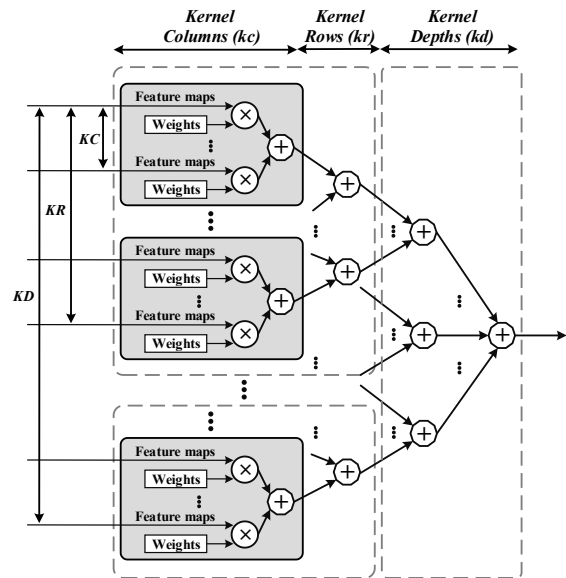 Kernel
Columns (kc)
Kernel
Rows (kr)
Kernel
Depths (kd)
Feature maps
Weights
Feature maps
Weights
KC
KR
KD
Feature maps
Weights
Feature maps
Weights
Feature maps
Weights
Feature maps
Weights